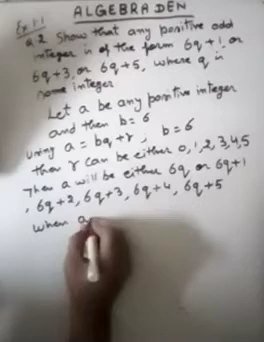 ALGEBRA DEN
Ex 1.1
Q.2 Show that any positive odd
integer is of the form 6q+1, or
6q+3, or 6q+5, where q is
some integer.
Let a be any positive integer
and then b = 6
using a = bq + r, b = 6
then r can be either 0, 1, 2, 3, 4, 5
Then a will be either 6q or 6q+1
, 6q+2, 6q+3, 6q+4, 6q+5
when a